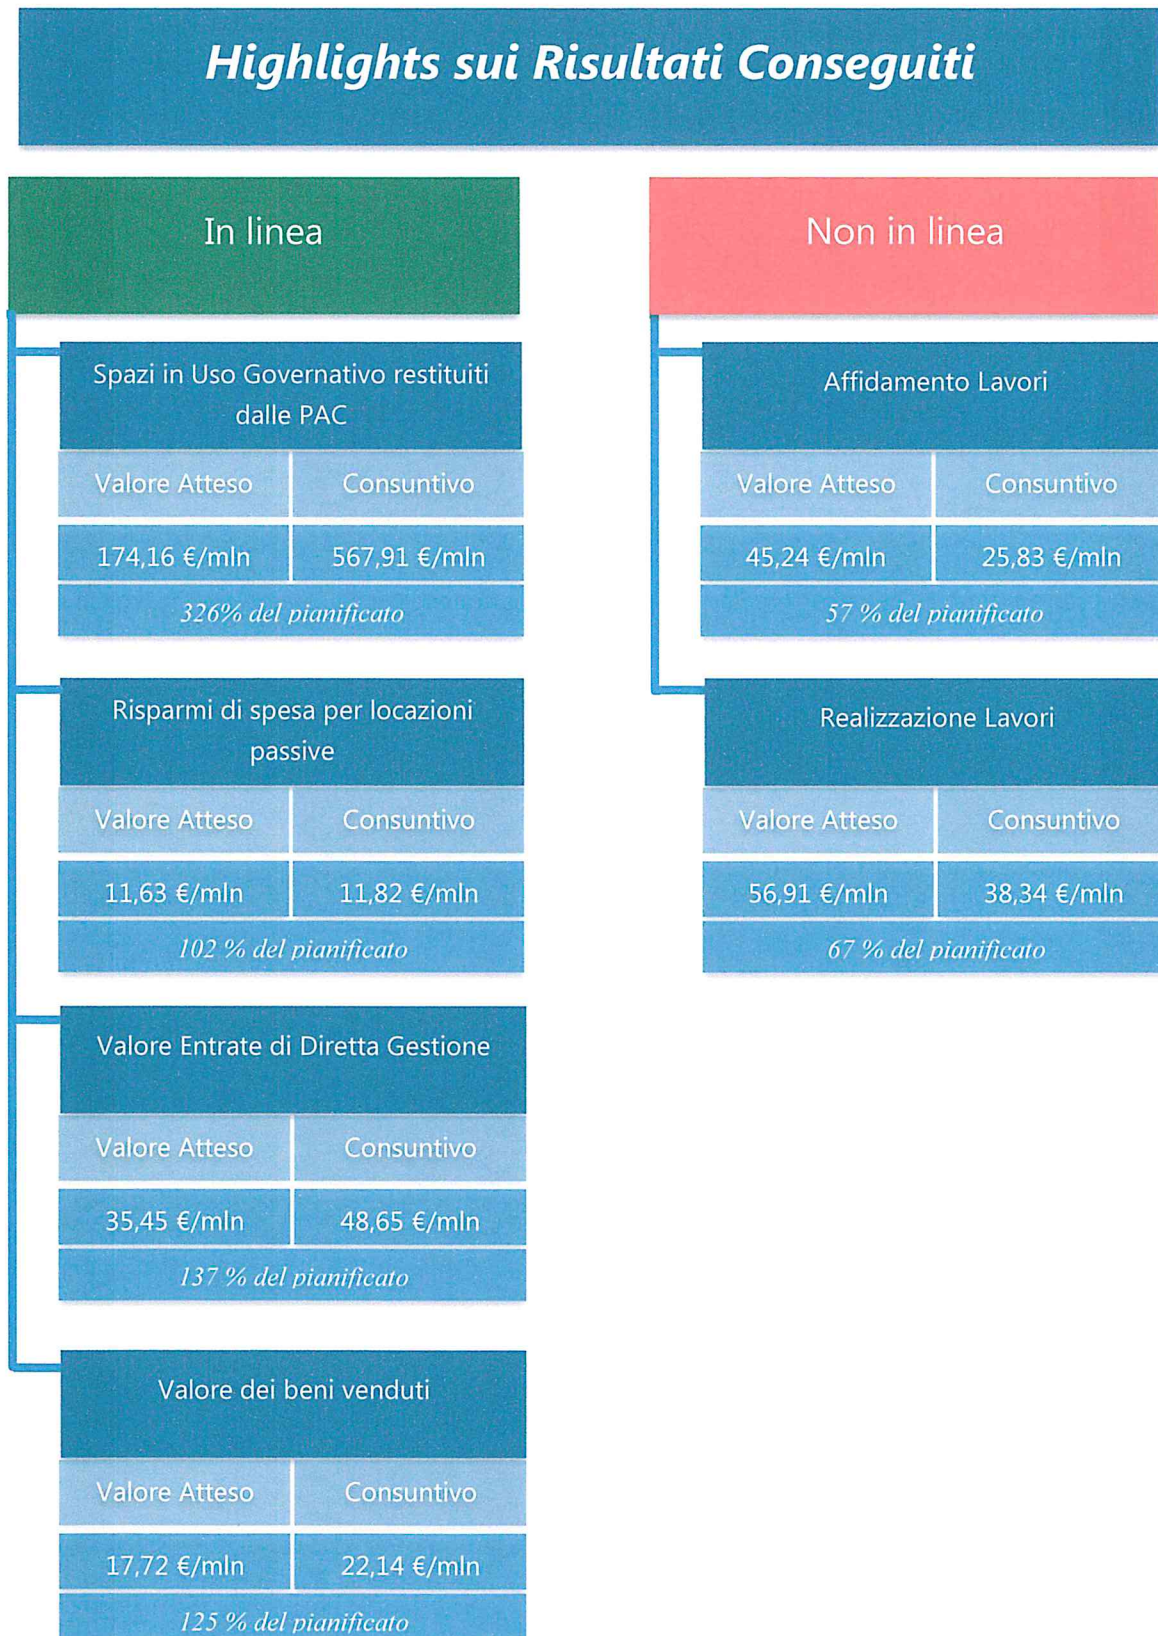 Highlights sui Risultati Conseguiti
In linea
Spazi in Uso Governativo restituiti
dalle PAC
Valore Atteso Consuntivo
174,16 €/mln 567,91 €/mln
326% del pianificato
Risparmi di spesa per locazioni
passive
Valore Atteso Consuntivo
11,63 €/mln 11,82 €/mln
102 % del pianificato
Valore Entrate di Diretta Gestione
Valore Atteso Consuntivo
35,45 €/mln 48,65 €/mln
137 % del pianificato
Valore dei beni venduti
Valore Atteso Consuntivo
17,72 €/mln 22,14 €/mln
125 % del pianificato
Non in linea
Affidamento Lavori
Valore Atteso Consuntivo
45,24 €/mln 25,83 €/mln
57 % del pianificato
Realizzazione Lavori
Valore Atteso Consuntivo
56,91 €/mln 38,34 €/mln
67 % del pianificato